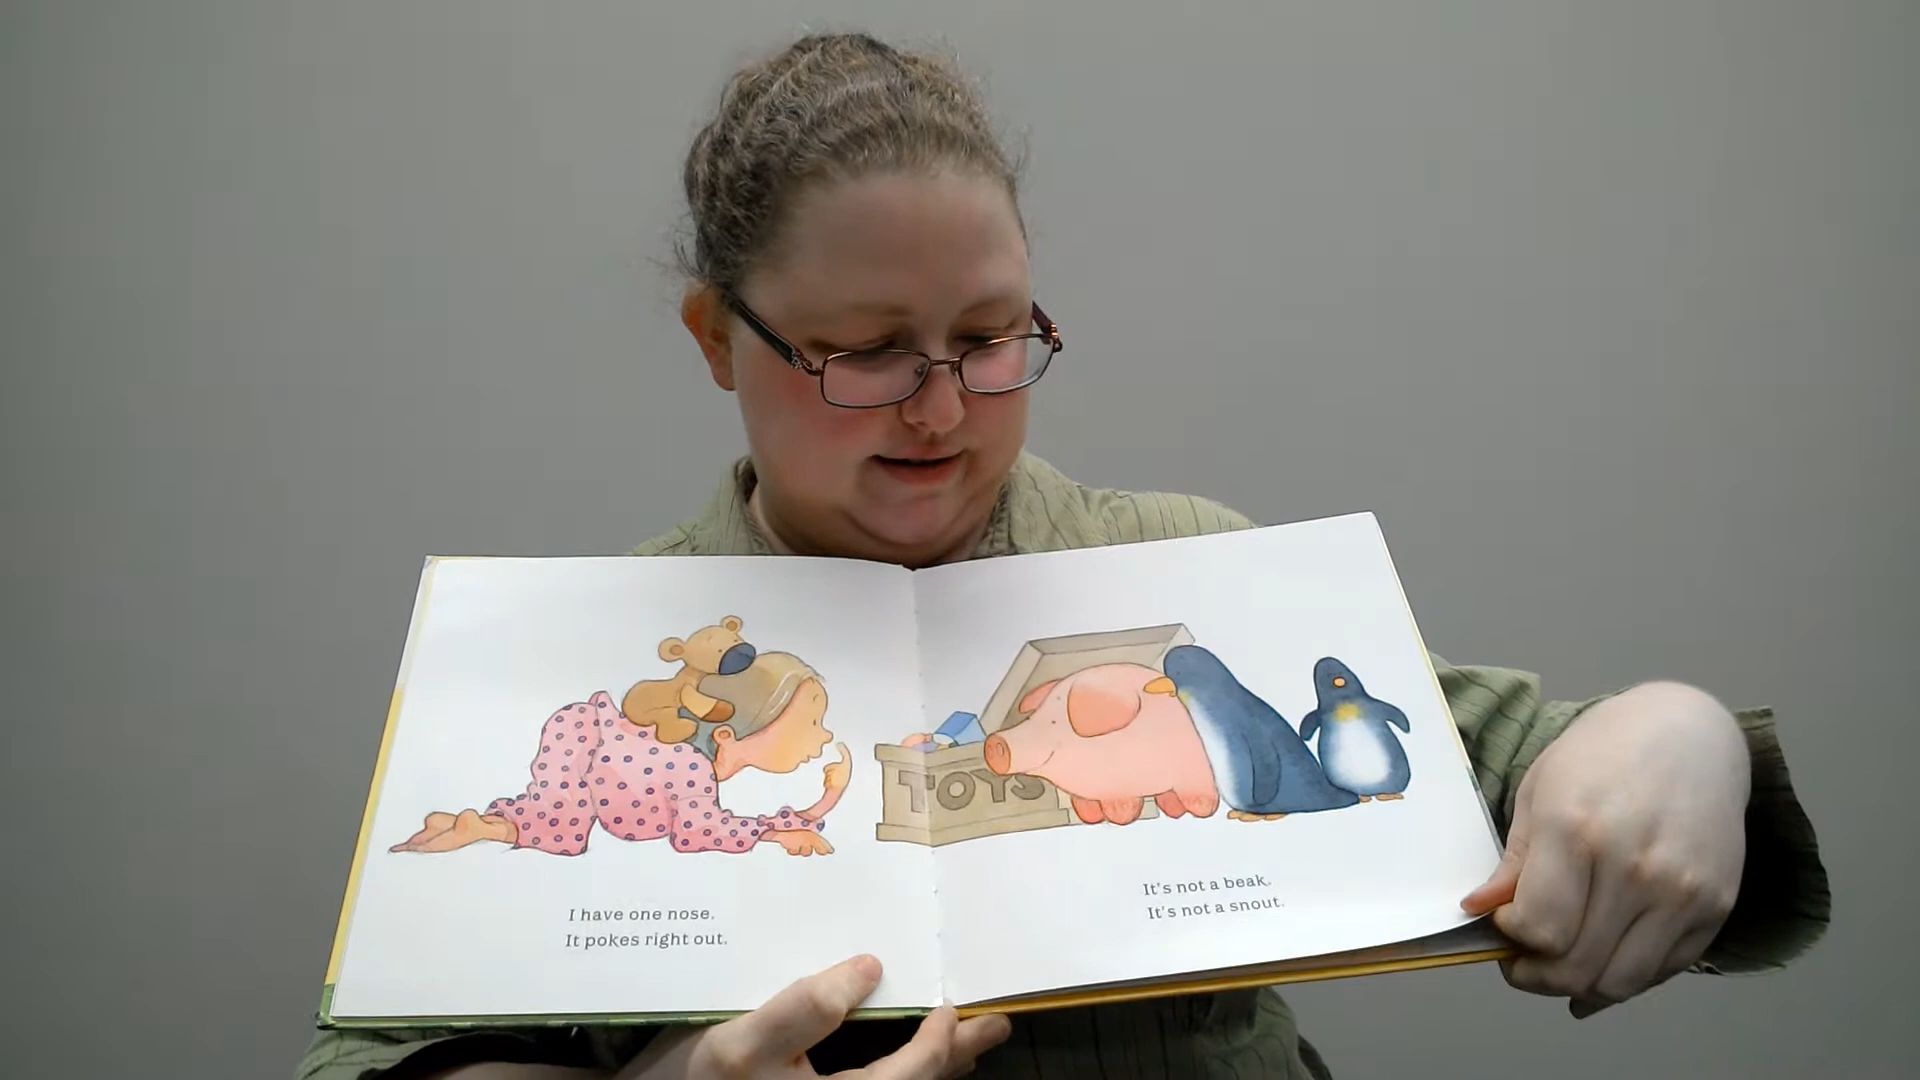 I have one nose.
It pokes right out.
TOYS
It's not a beak.
It's not a snout.